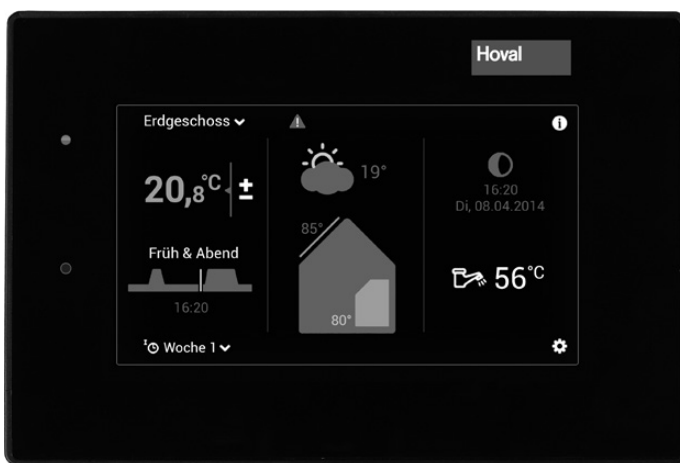 Hoval
Erdgeschoss
20,8°C
±
19°
16:20
Di, 08.04.2014
85°
Früh & Abend
56°C
16:20
80°
Woche 1